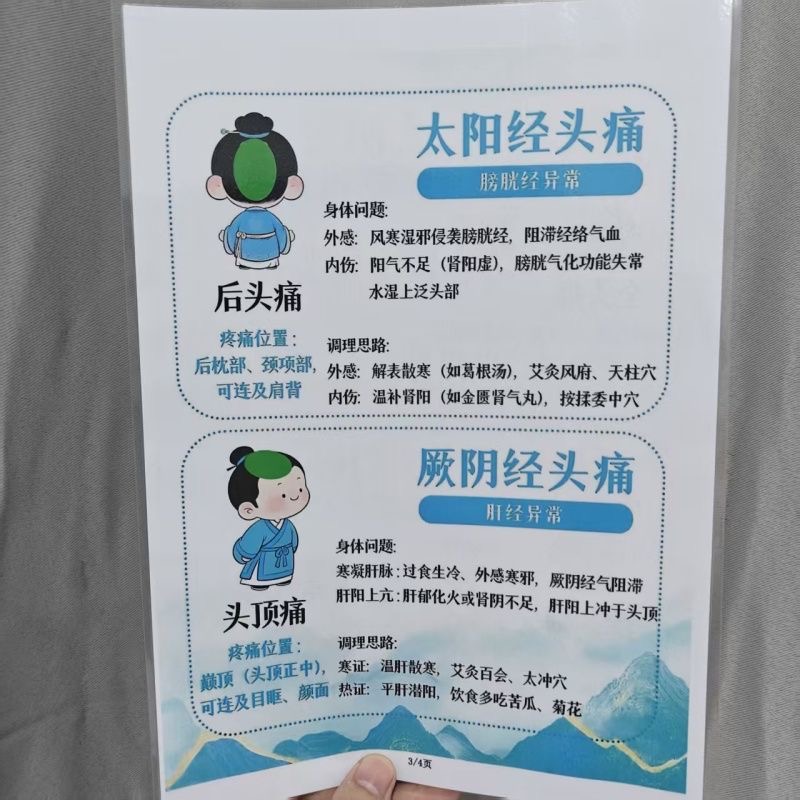 太阳经头痛
膀胱经异常
身体问题:
外感: 风寒湿邪侵袭膀胱经, 阻滞经络气血
内伤: 阳气不足 (肾阳虚), 膀胱气化功能失常
水湿上泛头部
后头痛
疼痛位置:
后枕部、颈项部,
可连及肩背
调理思路:
外感: 解表散寒 (如葛根汤), 艾灸风府、天柱穴
内伤: 温补肾阳 (如金匮肾气丸), 按揉委中穴
厥阴经头痛
肝经异常
身体问题:
寒凝肝脉: 过食生冷、外感寒邪, 厥阴经气阻滞
肝阳上亢: 肝郁化火或肾阴不足, 肝阳上冲于头顶
头顶痛
疼痛位置:
巅顶 (头顶正中),
可连及目眶、颜面
调理思路:
寒证: 温肝散寒, 艾灸百会、太冲穴
热证: 平肝潜阳, 饮食多吃苦瓜、菊花
3/4页